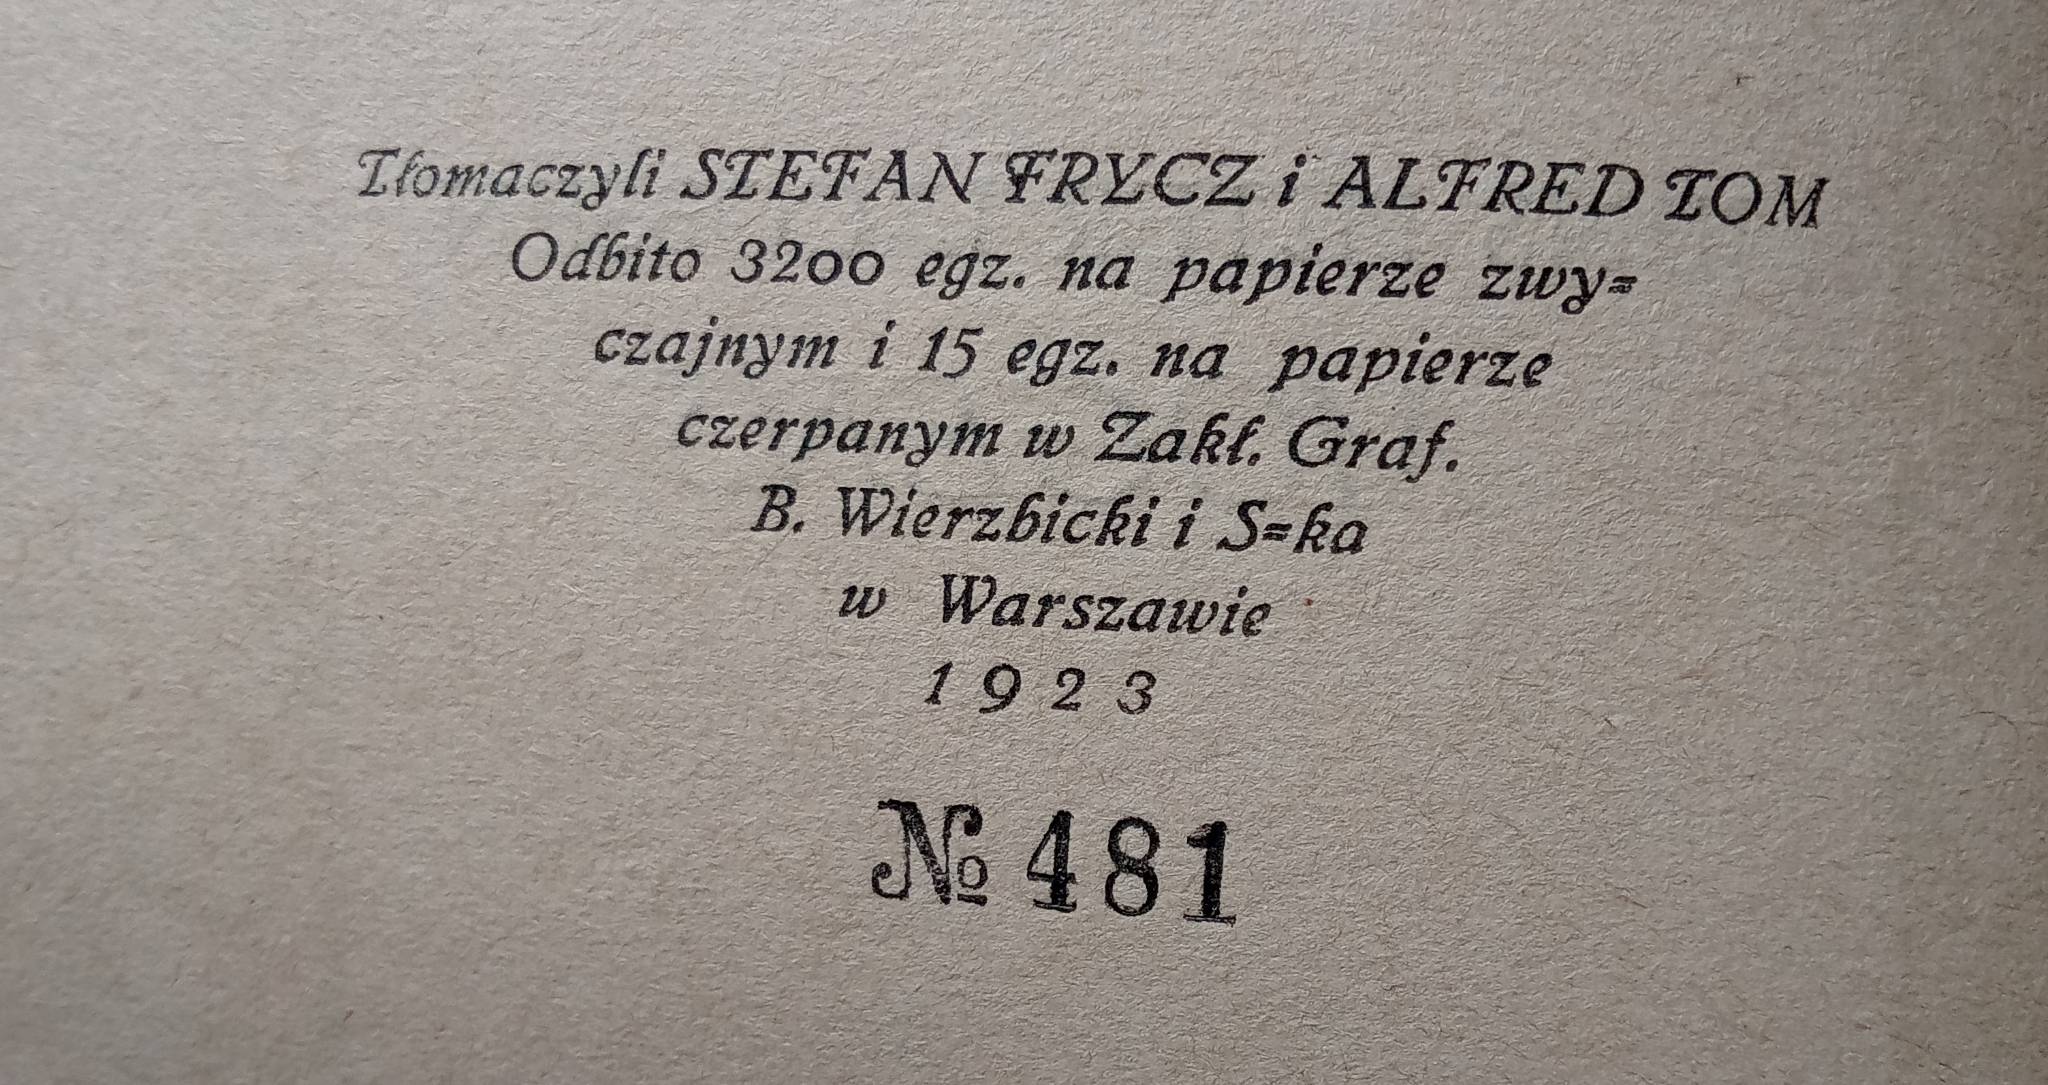 Tłomaczyli STEFAN FRYCZ i ALFRED TOM
Odbito 3200 egz. na papierze zwy=
czajnym i 15 egz. na papierze
czerpanym w Zakł. Graf.
B. Wierzbicki i S=ka
w Warszawie
1923
№ 481